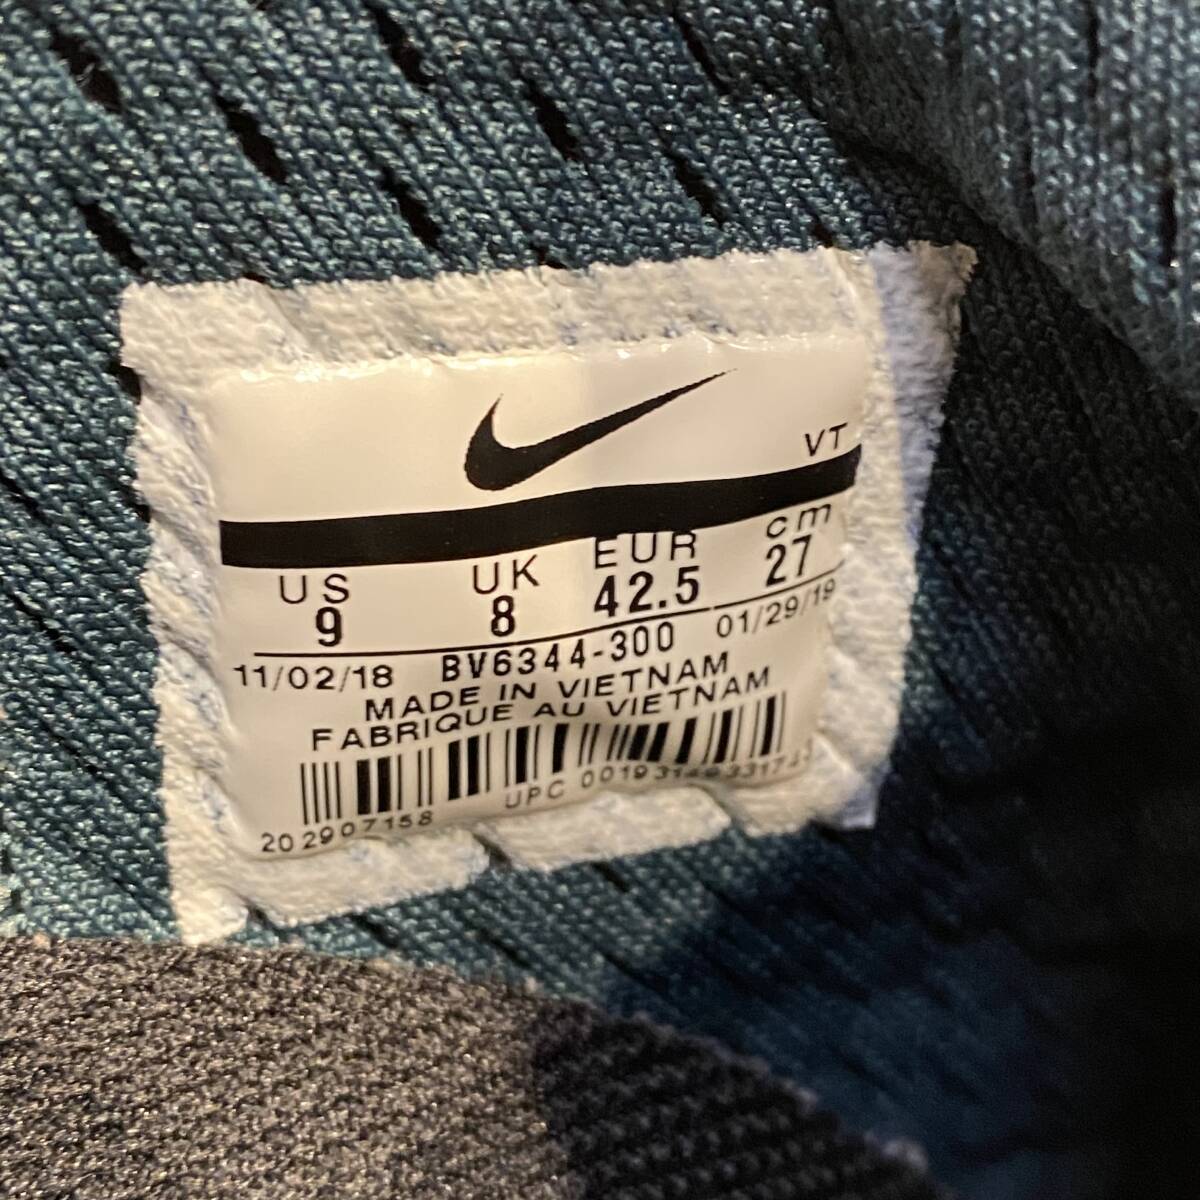 VT
US UK EUR cm
9 8 42.5 27
11/02/18 BV6344-300 01/29/19
MADE IN VIETNAM
FABRIQUE AU VIETNAM
UPC
202907158